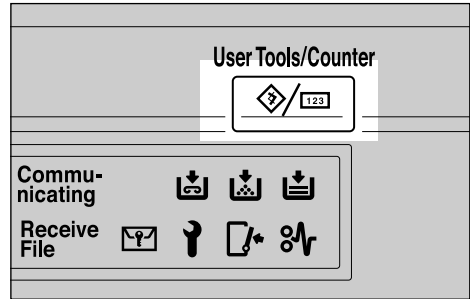 User Tools/Counter
123
Commu-
nicating
Receive
File